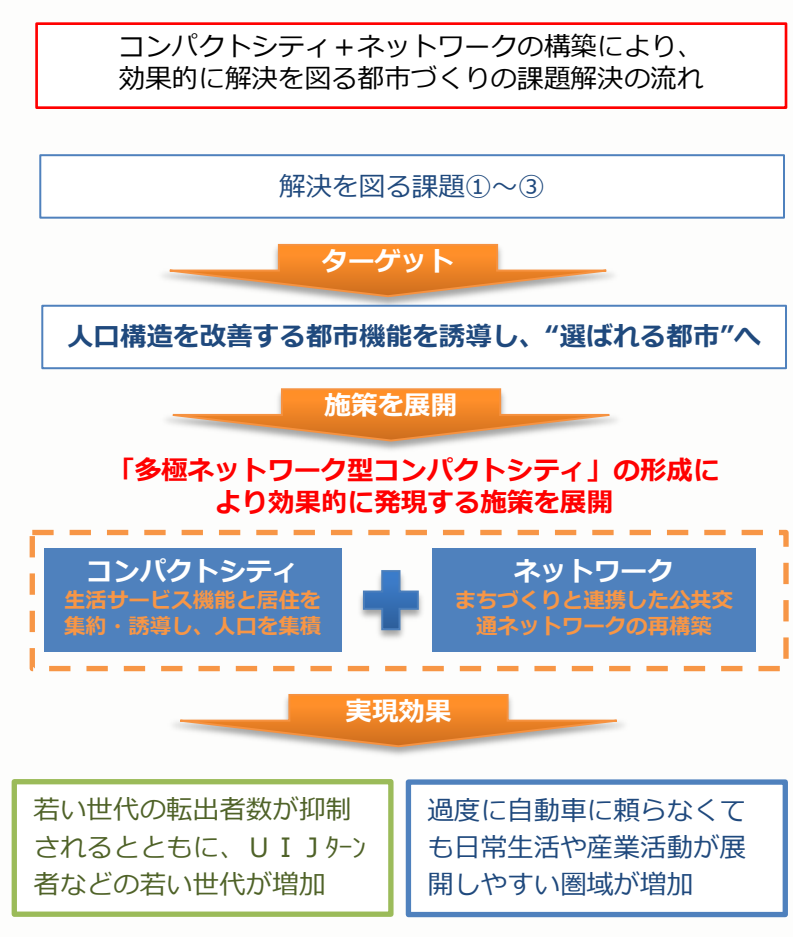 コンパクトシティ＋ネットワークの構築により、
効果的に解決を図る都市づくりの課題解決の流れ
解決を図る課題①～③
ターゲット
人口構造を改善する都市機能を誘導し、“選ばれる都市”へ
施策を展開
「多極ネットワーク型コンパクトシティ」の形成に
より効果的に発現する施策を展開
コンパクトシティ
生活サービス機能と居住を
集約・誘導し、人口を集積
ネットワーク
まちづくりと連携した公共交
通ネットワークの再構築
実現効果
若い世代の転出者数が抑制
されるとともに、ＵＩＪﾀｰﾝ
者などの若い世代が増加
過度に自動車に頼らなくて
も日常生活や産業活動が展
開しやすい圏域が増加